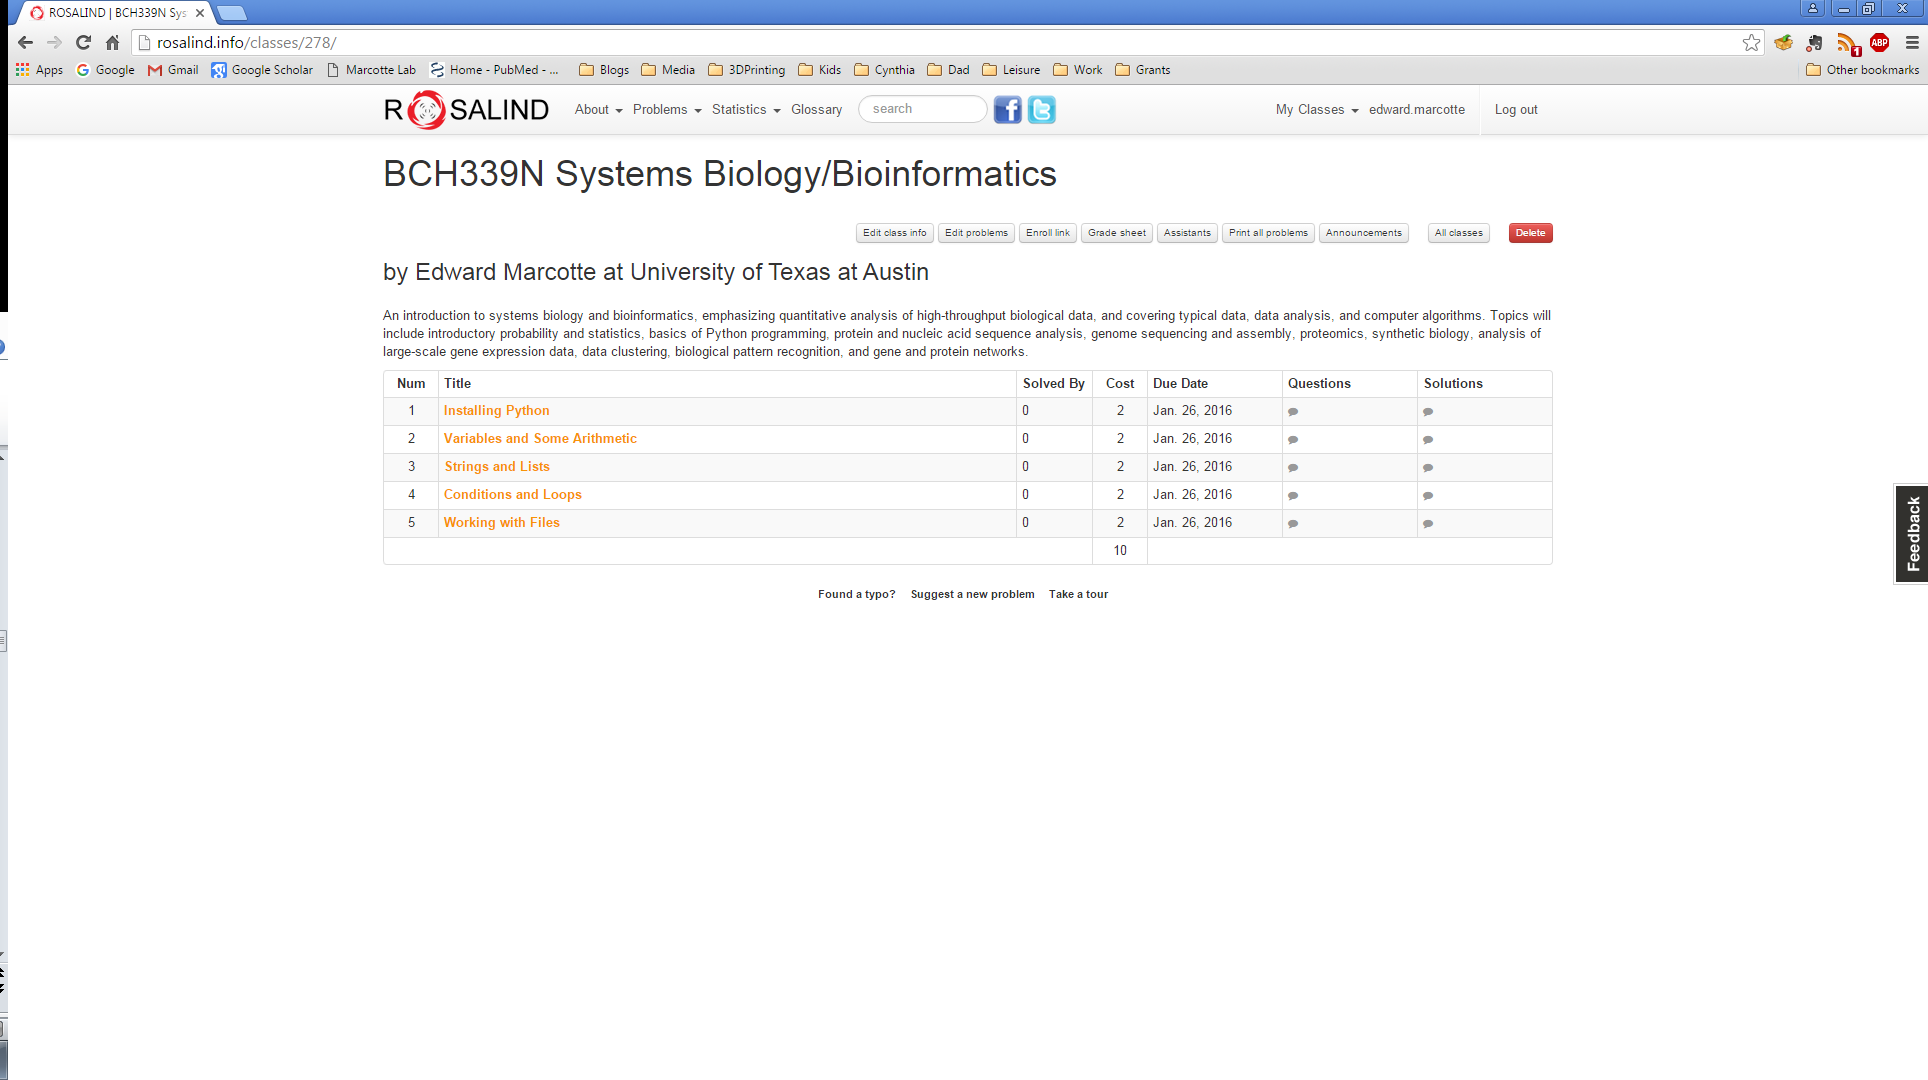 ROSALIND | BCH339N Sys
rosalind.info/classes/278/
1
ABP
Apps Google Gmail Google Scholar Marcotte Lab Home - PubMed - ... Blogs Media 3DPrinting Kids Cynthia Dad Leisure Work Grants Other bookmarks
ROSALIND About Problems Statistics Glossary search f t My Classes edward.marcotte Log out
BCH339N Systems Biology/Bioinformatics
Edit class info Edit problems Enroll link Grade sheet Assistants Print all problems Announcements All classes Delete
by Edward Marcotte at University of Texas at Austin
An introduction to systems biology and bioinformatics, emphasizing quantitative analysis of high-throughput biological data, and covering typical data, data analysis, and computer algorithms. Topics will
include introductory probability and statistics, basics of Python programming, protein and nucleic acid sequence analysis, genome sequencing and assembly, proteomics, synthetic biology, analysis of
large-scale gene expression data, data clustering, biological pattern recognition, and gene and protein networks.
Num Title Solved By Cost Due Date Questions Solutions
1 Installing Python 0 2 Jan. 26, 2016
2 Variables and Some Arithmetic 0 2 Jan. 26, 2016
3 Strings and Lists 0 2 Jan. 26, 2016
4 Conditions and Loops 0 2 Jan. 26, 2016
5 Working with Files 0 2 Jan. 26, 2016
10
Feedback
Found a typo? Suggest a new problem Take a tour